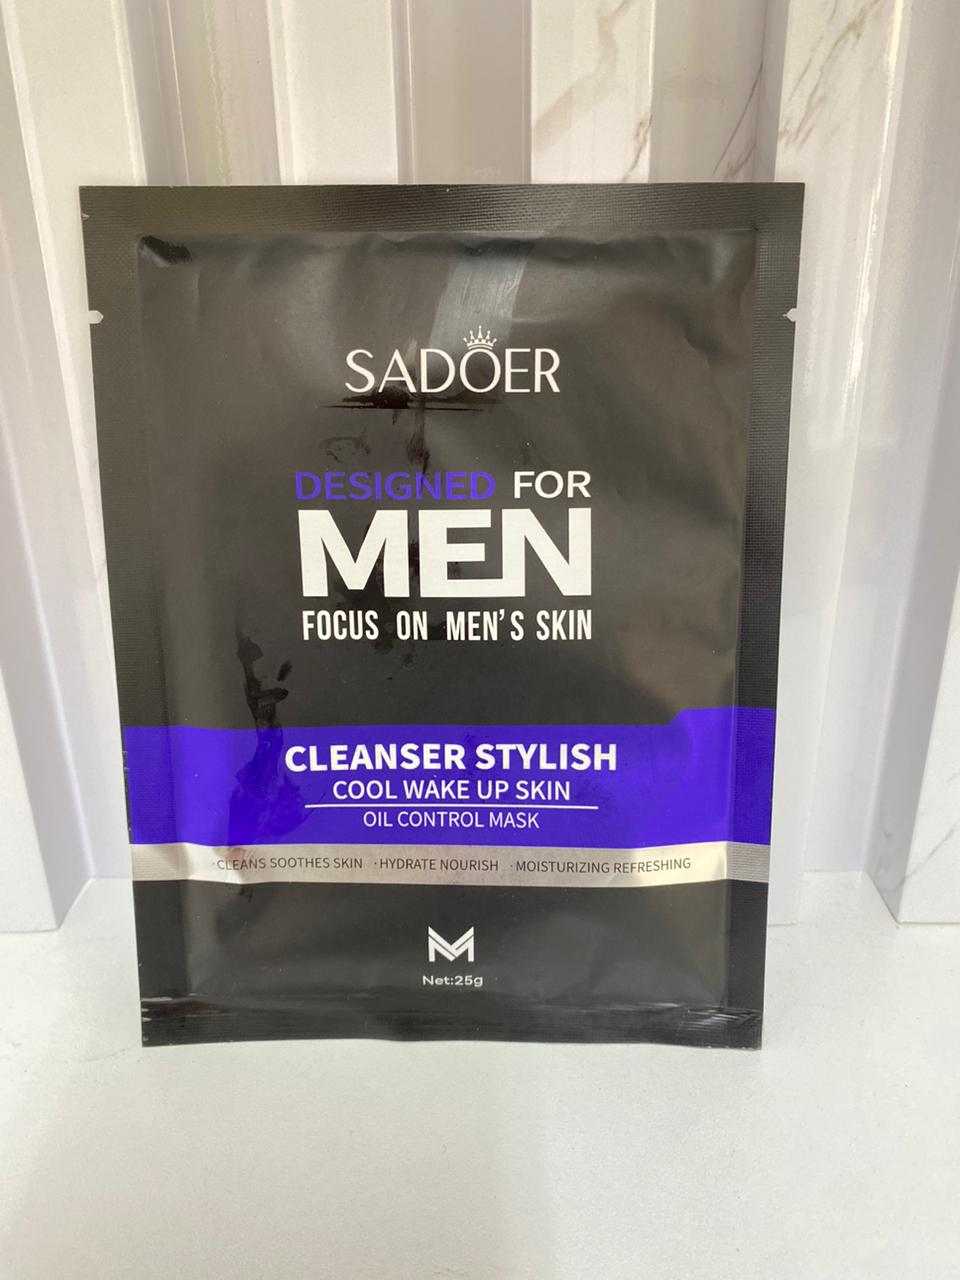 SADOER
DESIGNED FOR
MEN
FOCUS ON MEN'S SKIN
CLEANSER STYLISH
COOL WAKE UP SKIN
OIL CONTROL MASK
·CLEANS SOOTHES SKIN ·HYDRATE NOURISH ·MOISTURIZING REFRESHING
M
Net:25g